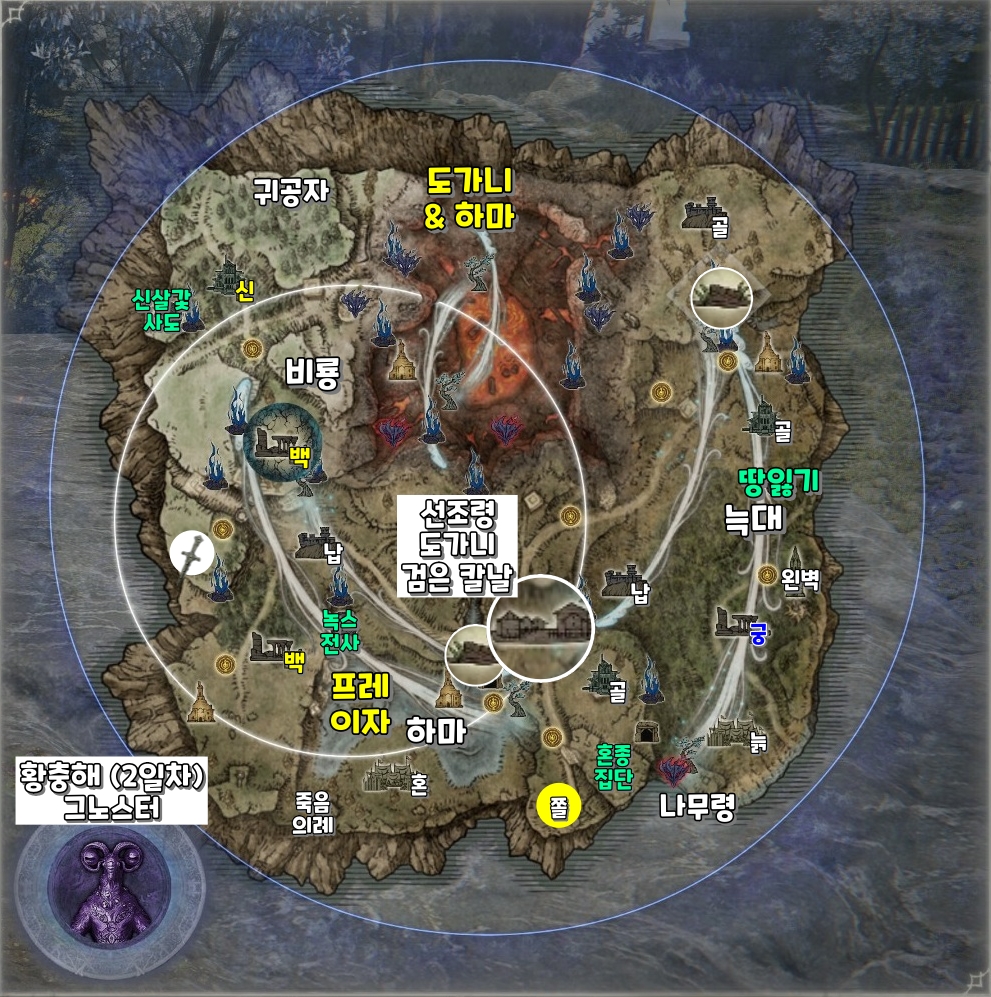 귀공자
도가니
& 하마
골
신살갗
사도
신
비룡
백
골
땅잃기
늑대
선조령
도가니
검은 칼날
납
납
왼벽
궁
녹스
전사
백
프레
이자
하마
골
늙
혼종
집단
혼
죽음
의례
쫄
나무령
황충해 (2일차)
그노스터